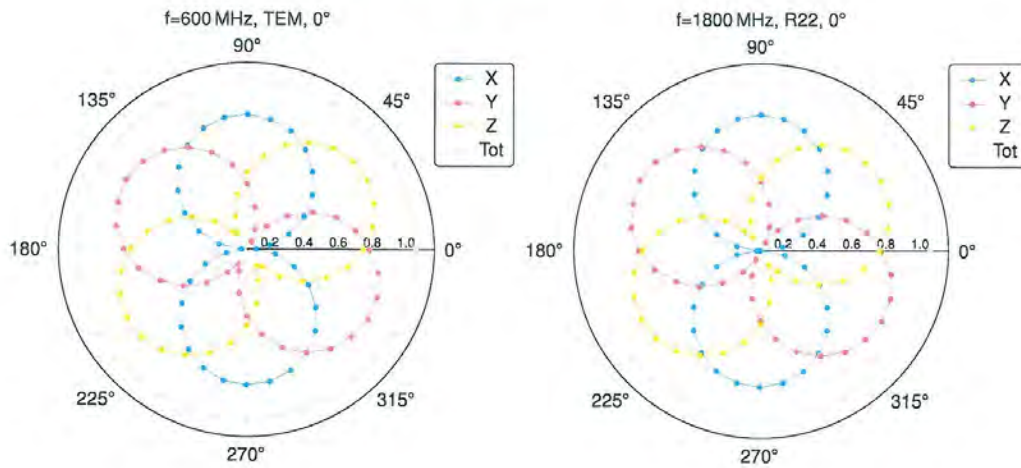 f=600 MHz, TEM, 0°
90°
135°
45°
180°
0.2 0.4 0.6 0.8 1.0
0°
225°
315°
270°
X
Y
Z
Tot
f=1800 MHz, R22, 0°
90°
135°
45°
180°
0.2 0.4 0.6 0.8 1.0
0°
225°
315°
270°
X
Y
Z
Tot